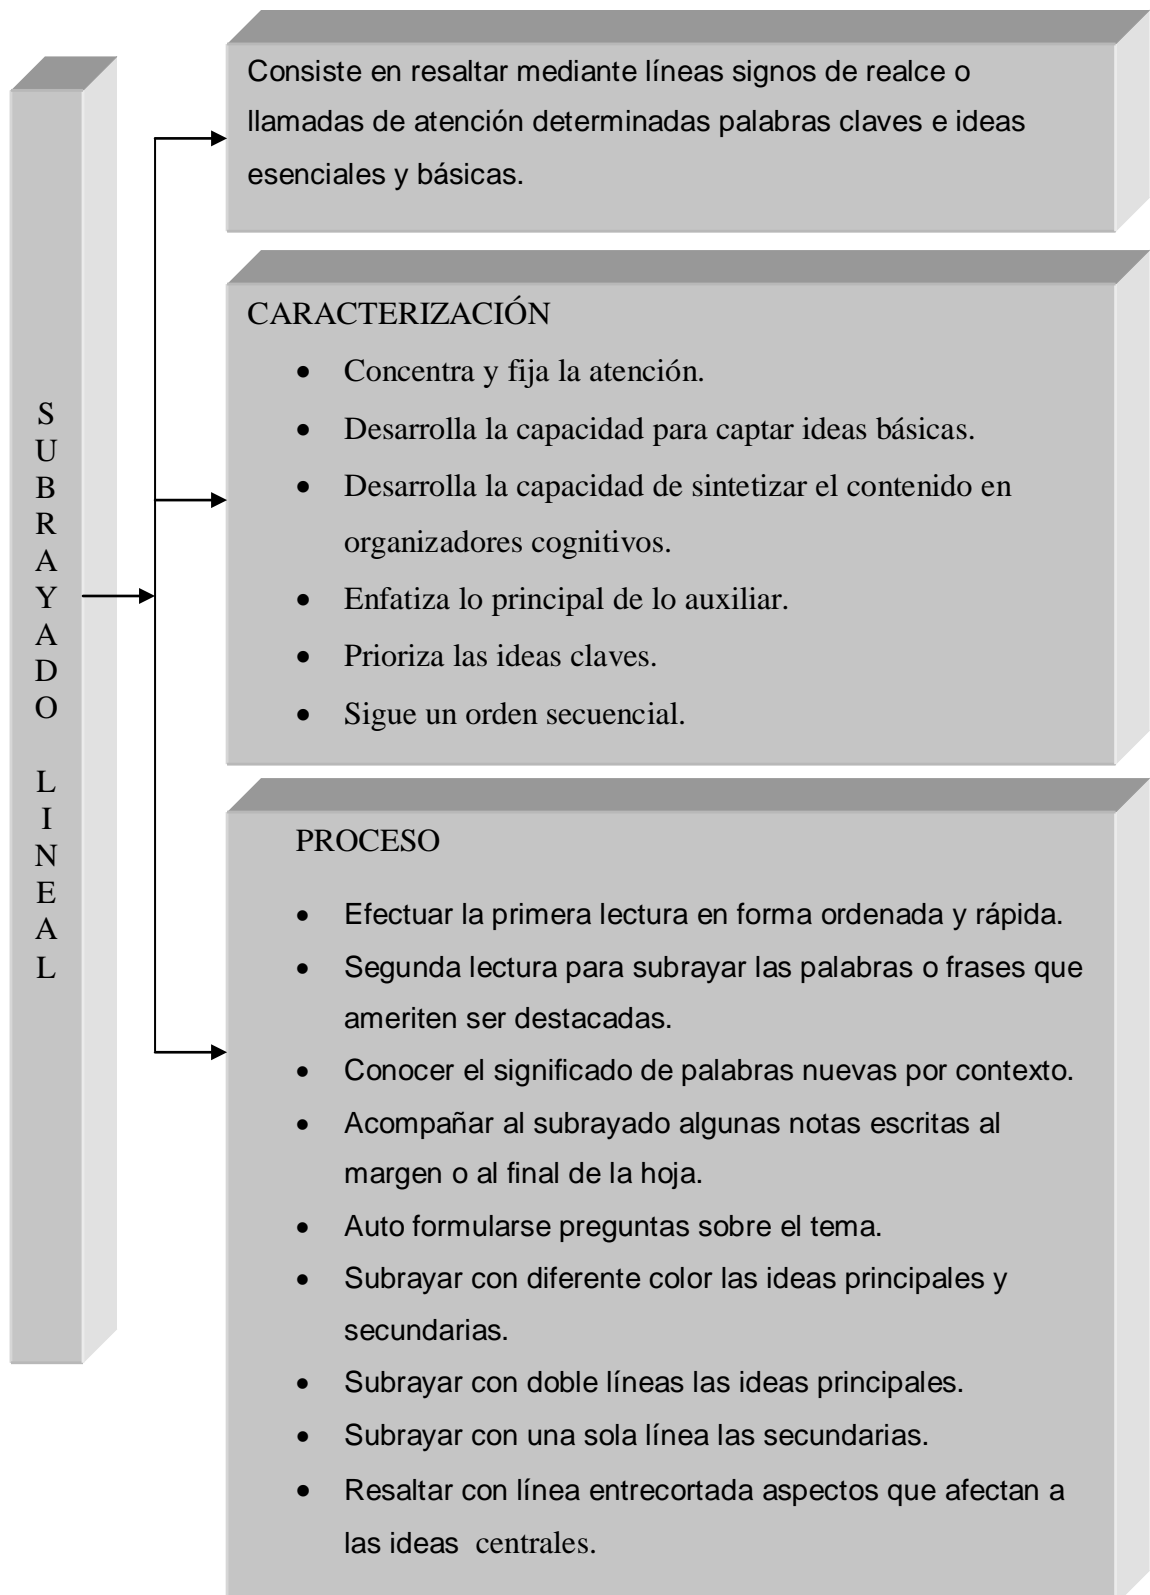 SUBRAYADO LINEAL
Consiste en resaltar mediante líneas signos de realce o
llamadas de atención determinadas palabras claves e ideas
esenciales y básicas.
CARACTERIZACIÓN
• Concentra y fija la atención.
• Desarrolla la capacidad para captar ideas básicas.
• Desarrolla la capacidad de sintetizar el contenido en
organizadores cognitivos.
• Enfatiza lo principal de lo auxiliar.
• Prioriza las ideas claves.
• Sigue un orden secuencial.
PROCESO
• Efectuar la primera lectura en forma ordenada y rápida.
• Segunda lectura para subrayar las palabras o frases que
ameriten ser destacadas.
• Conocer el significado de palabras nuevas por contexto.
• Acompañar al subrayado algunas notas escritas al
margen o al final de la hoja.
• Auto formularse preguntas sobre el tema.
• Subrayar con diferente color las ideas principales y
secundarias.
• Subrayar con doble líneas las ideas principales.
• Subrayar con una sola línea las secundarias.
• Resaltar con línea entrecortada aspectos que afectan a
las ideas centrales.